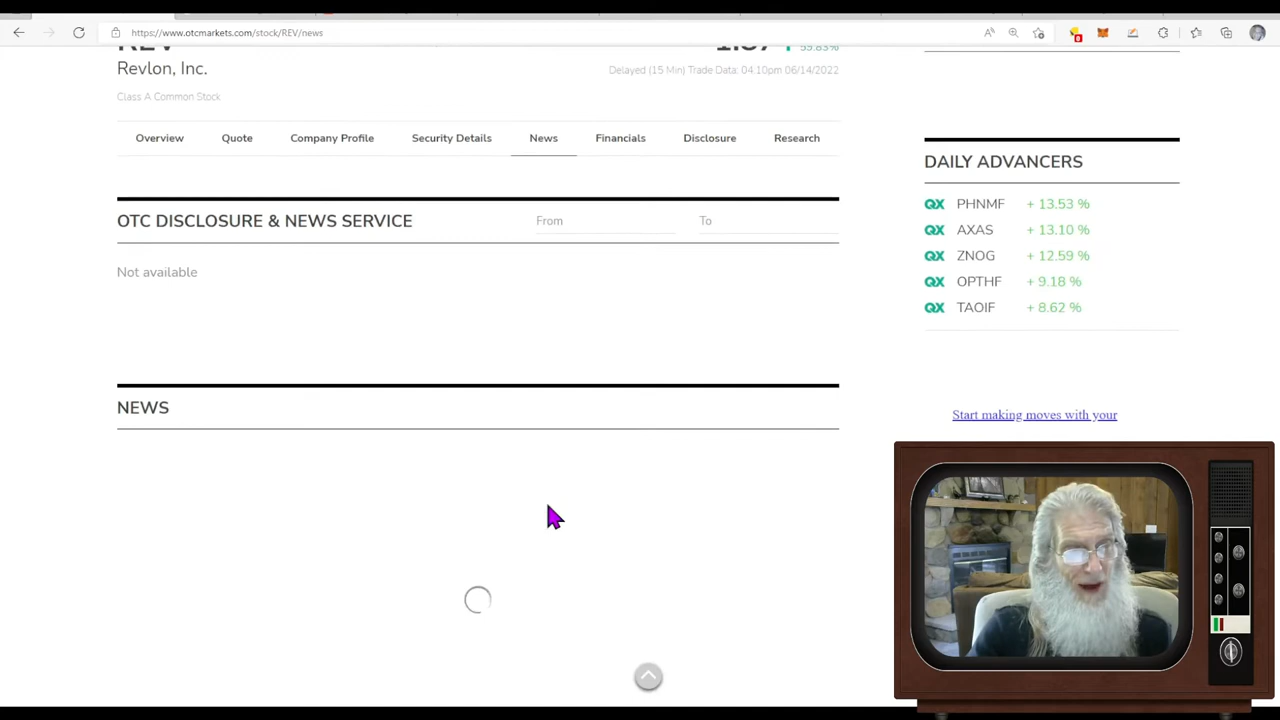 https://www.otcmarkets.com/stock/REV/news
REV
Revlon, Inc.
Class A Common Stock
Delayed (15 Min) Trade Data: 04:10pm 06/14/2022
Overview Quote Company Profile Security Details News Financials Disclosure Research
OTC DISCLOSURE & NEWS SERVICE From To
Not available
NEWS
DAILY ADVANCERS
QX PHNMF + 13.53 %
QX AXAS + 13.10 %
QX ZNOG + 12.59 %
QX OPTHF + 9.18 %
QX TAOIF + 8.62 %
Start making moves with your